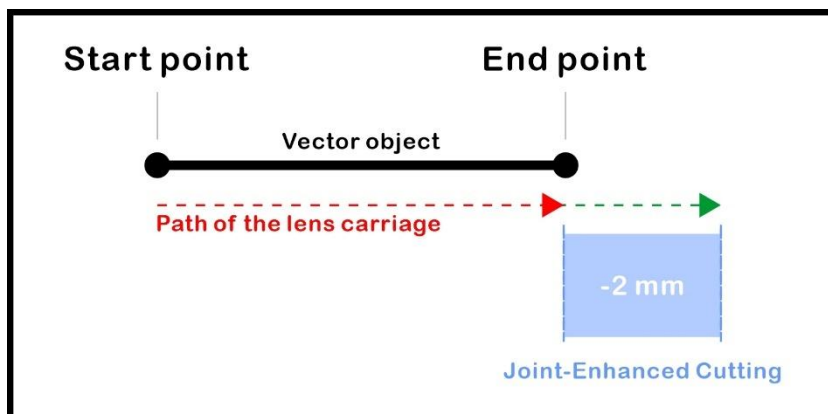 Start point
End point
Vector object
Path of the lens carriage
-2 mm
Joint-Enhanced Cutting